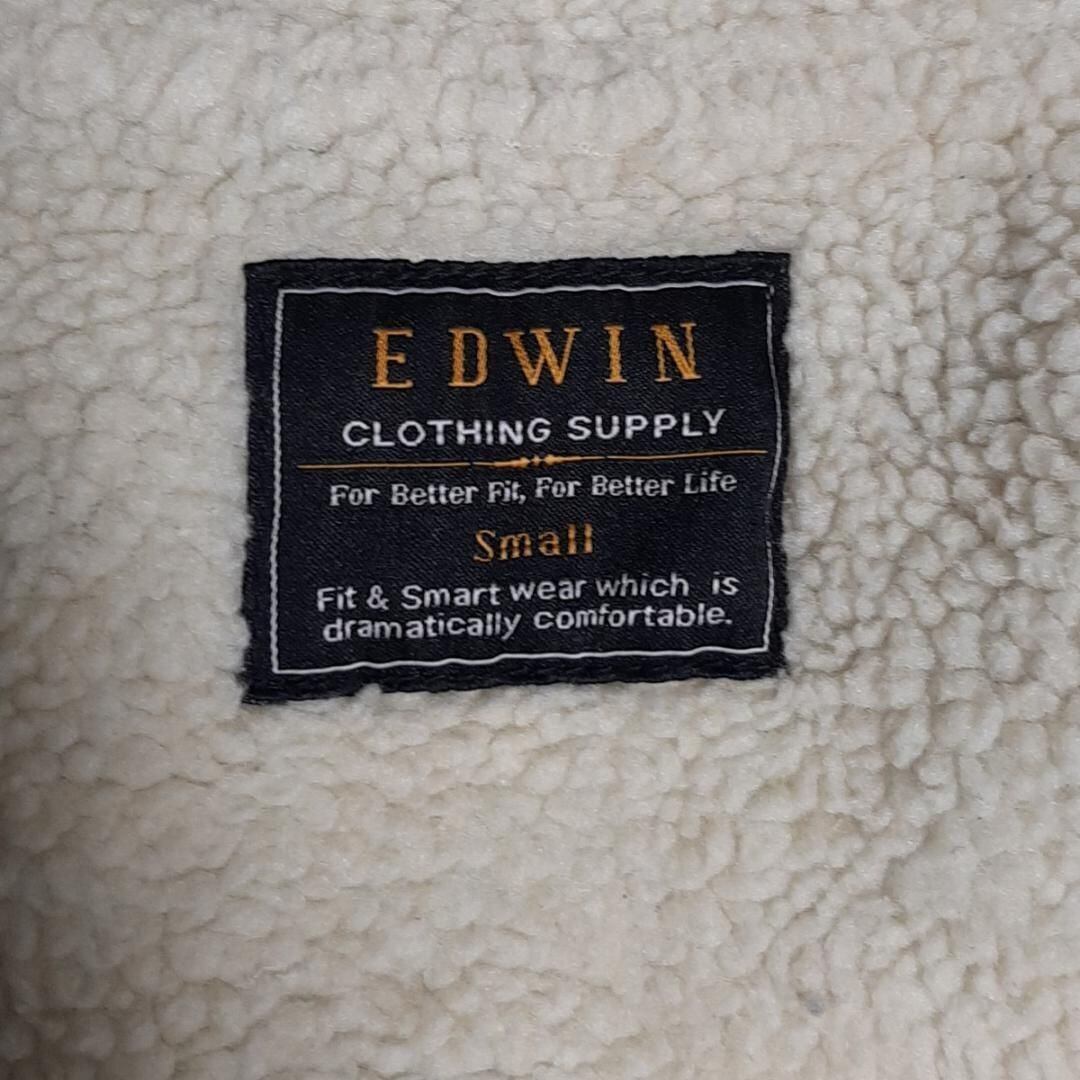 EDWIN
CLOTHING SUPPLY
For Better Fit, For Better Life
Small
Fit & Smart wear which is
dramatically comfortable.